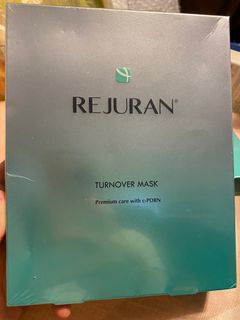 REJURAN®
TURNOVER MASK
Premium care with c-PDRN